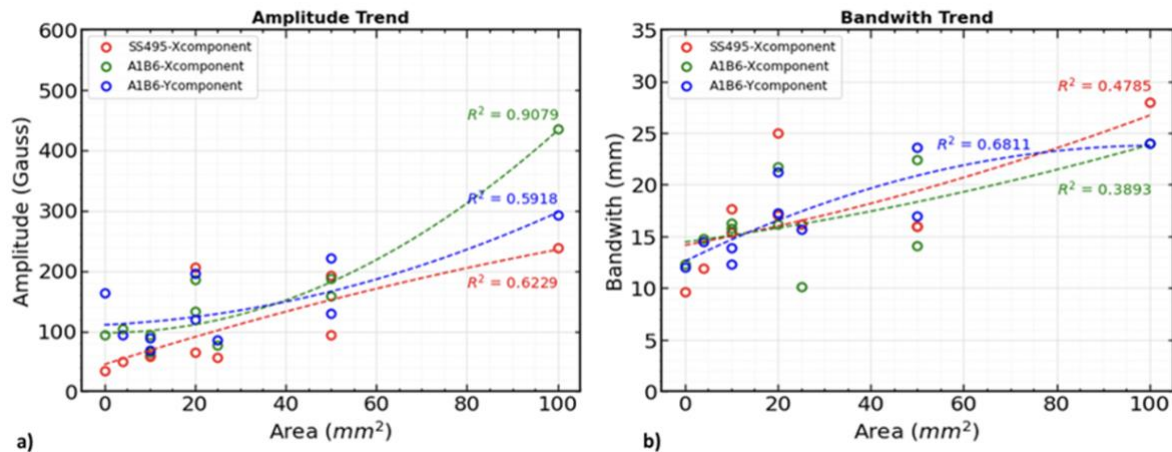 Amplitude Trend
600
500
400
300
200
100
0
Amplitude (Gauss)
SS495-Xcomponent
A1B6-Xcomponent
A1B6-Ycomponent
R² = 0.9079
R² = 0.5918
R² = 0.6229
0 20 40 60 80 100
Area (mm²)
a)
Bandwith Trend
35
30
25
20
15
10
5
0
Bandwith (mm)
SS495-Xcomponent
A1B6-Xcomponent
A1B6-Ycomponent
R² = 0.4785
R² = 0.6811
R² = 0.3893
0 20 40 60 80 100
Area (mm²)
b)